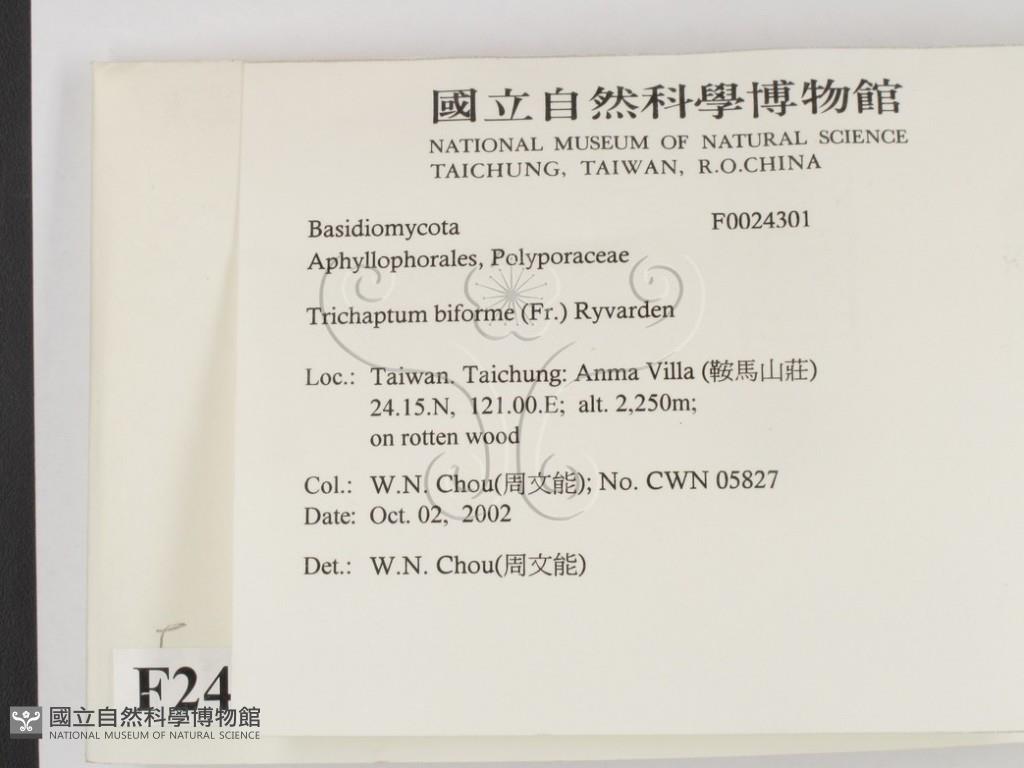 國立自然科學博物館
NATIONAL MUSEUM OF NATURAL SCIENCE
TAICHUNG, TAIWAN, R.O.CHINA
Basidiomycota F0024301
Aphyllophorales, Polyporaceae
Trichaptum biforme (Fr.) Ryvarden
Loc.: Taiwan. Taichung: Anma Villa (鞍馬山莊)
24.15.N, 121.00.E; alt. 2,250m;
on rotten wood
Col.: W.N. Chou(周文能); No. CWN 05827
Date: Oct. 02, 2002
Det.: W.N. Chou(周文能)
F24
國立自然科學博物館
NATIONAL MUSEUM OF NATURAL SCIENCE